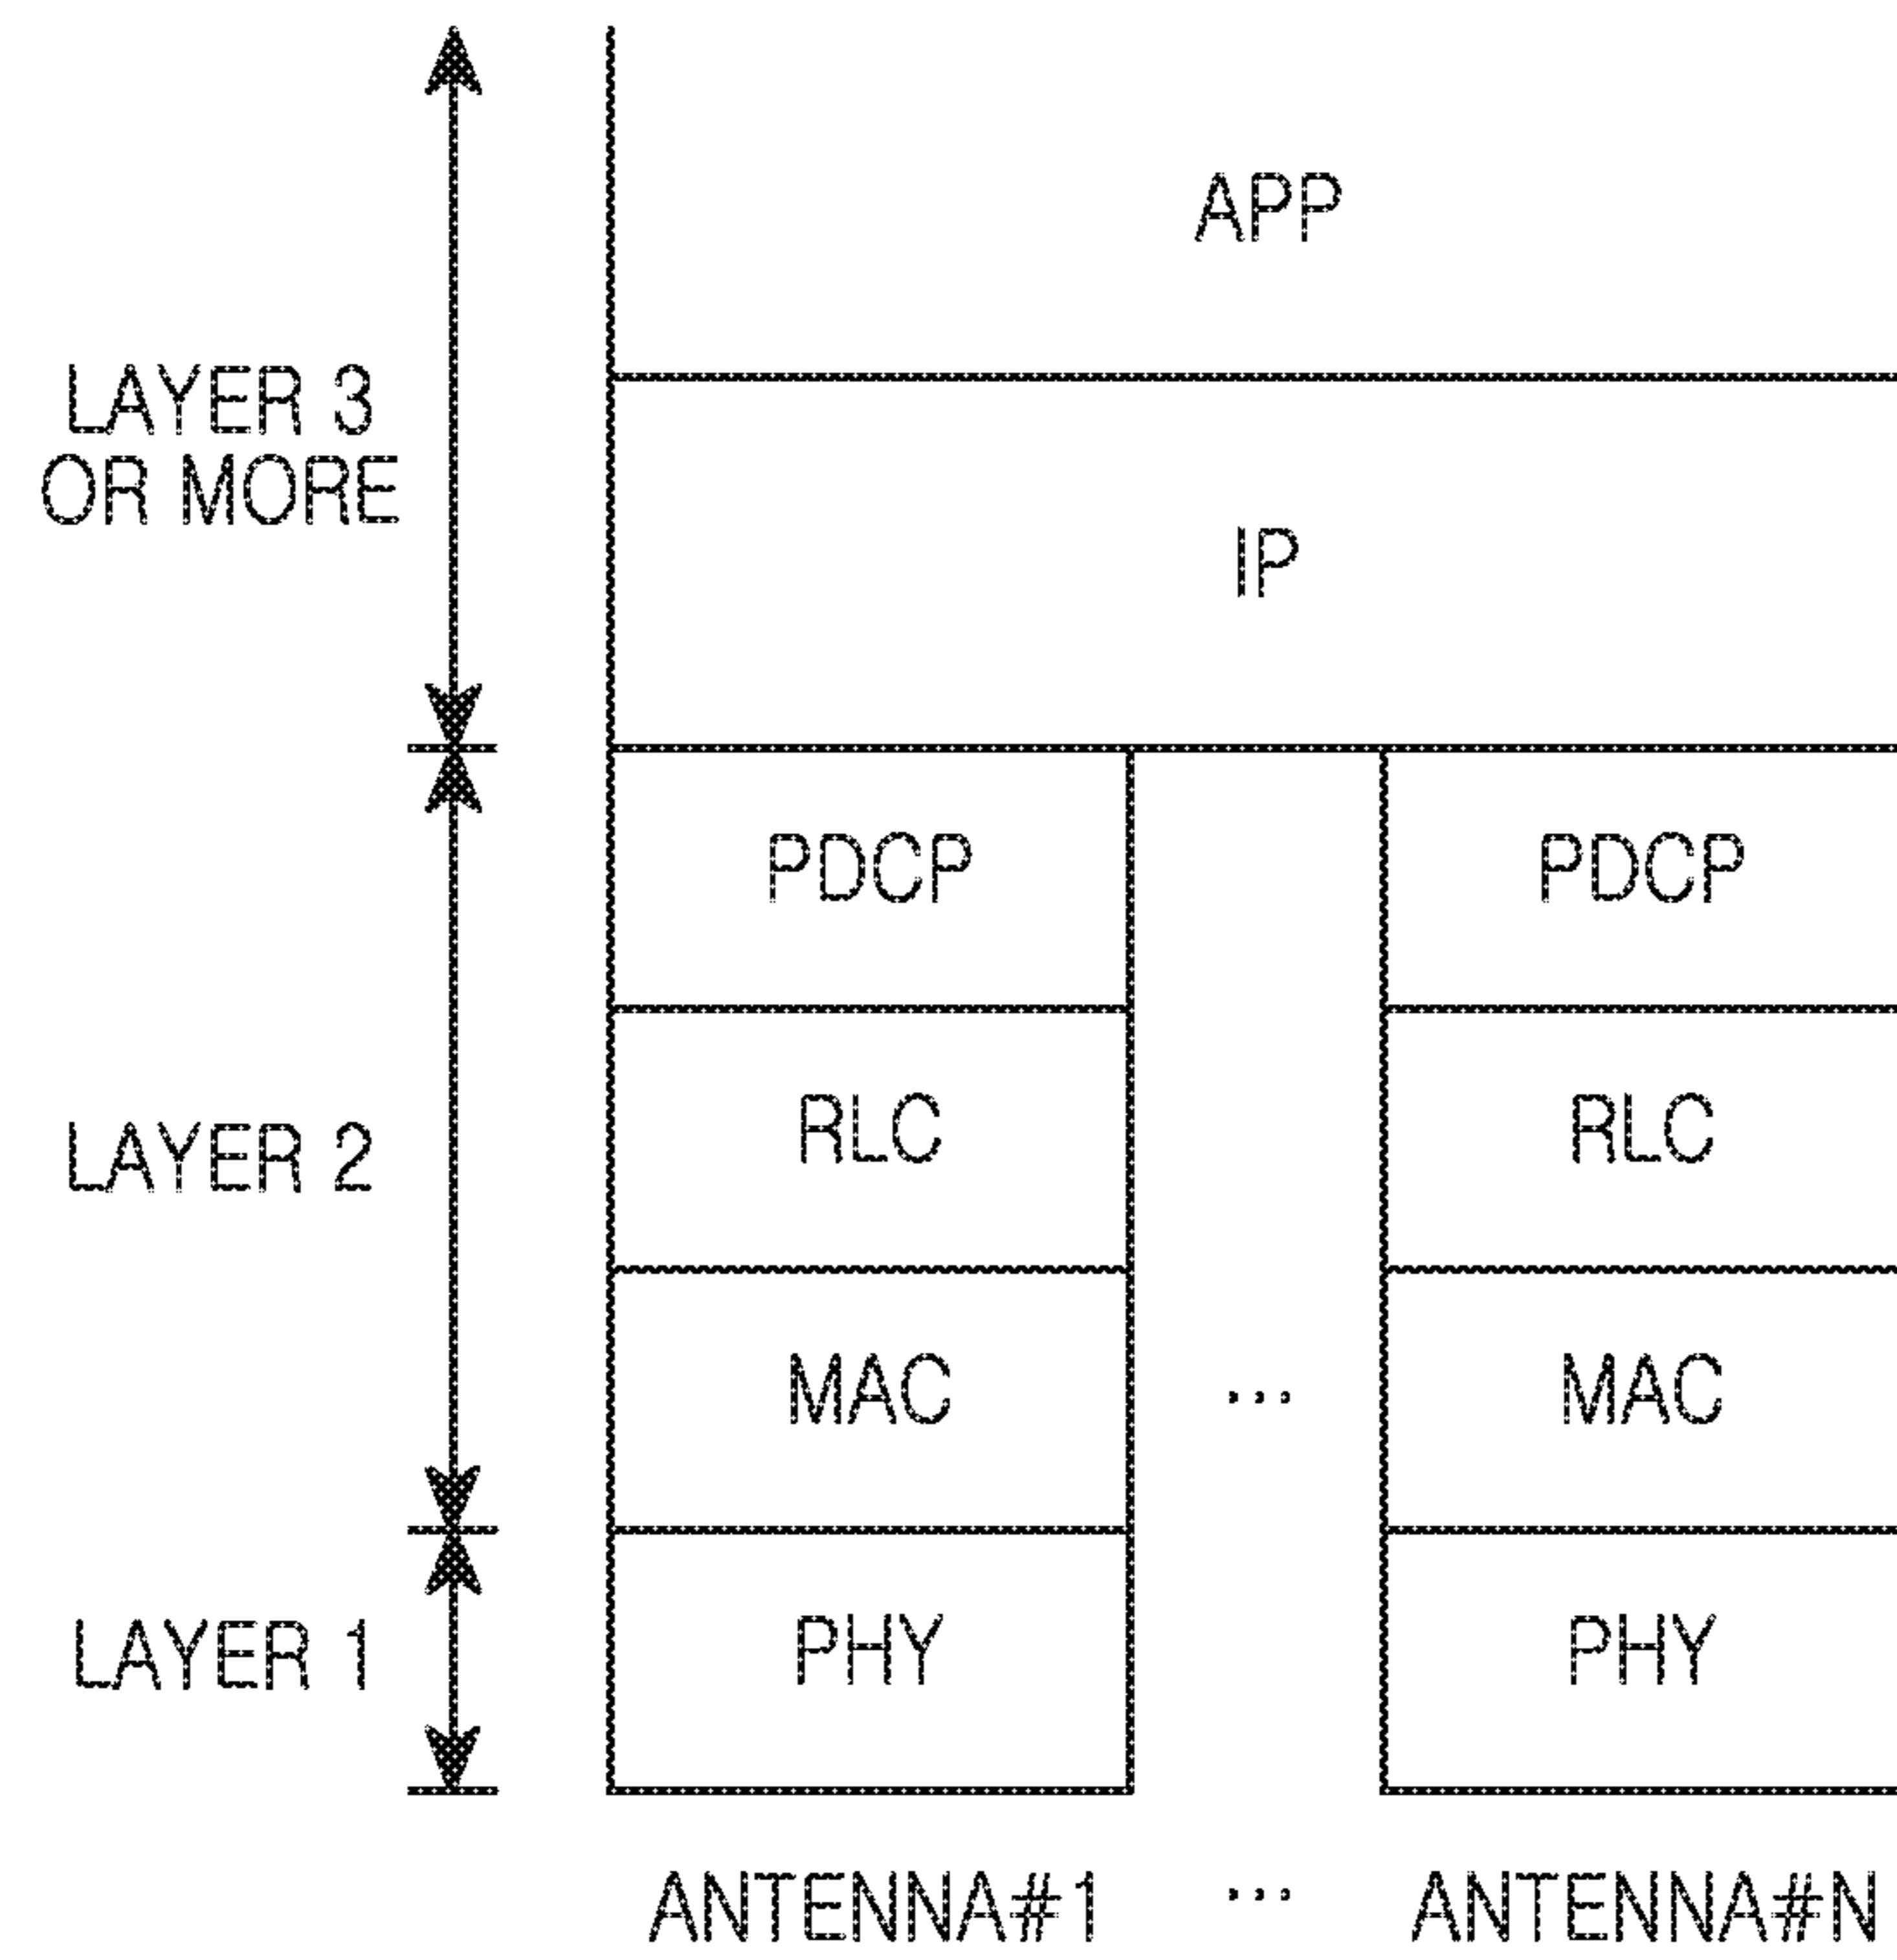 APP
LAYER 3
OR MORE
IP
PDCP PDCP
RLC RLC
LAYER 2
MAC ... MAC
LAYER 1 PHY PHY
ANTENNA#1 ... ANTENNA#N